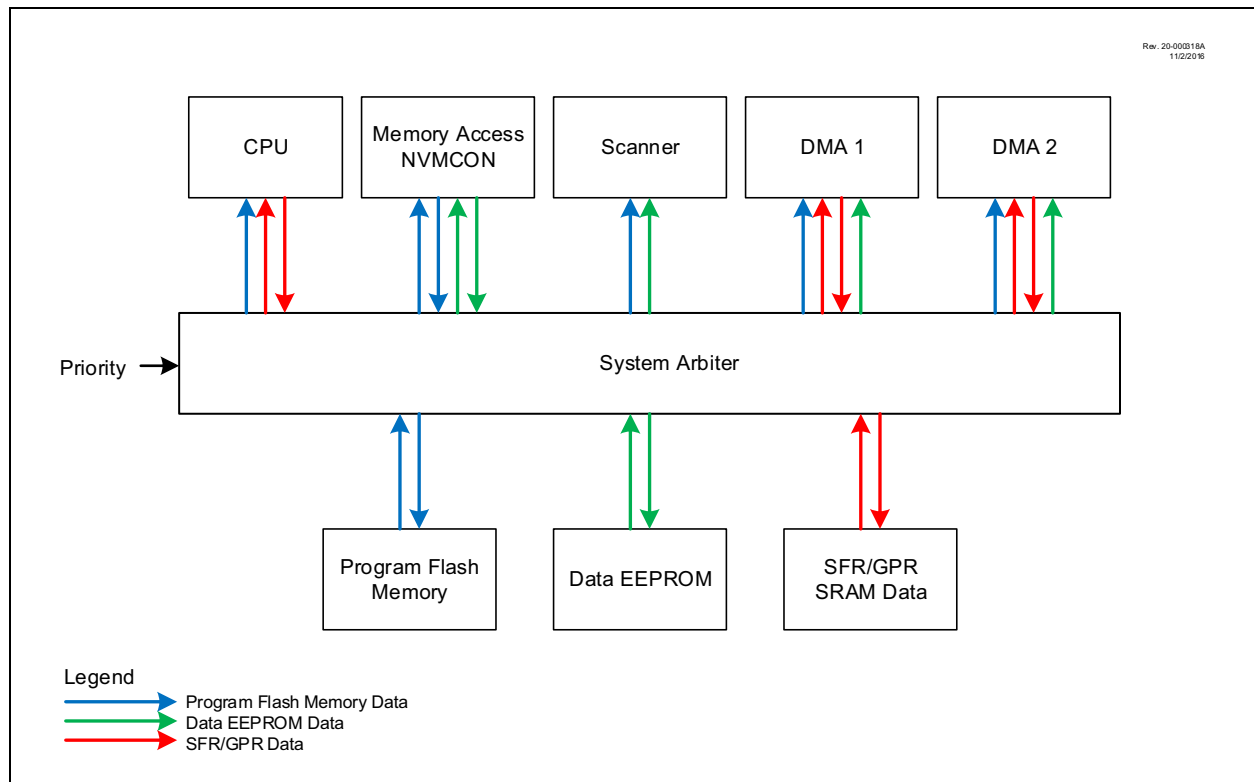 Rev. 20-000318A
11/2/2016
CPU
Memory Access
NVMCON
Scanner
DMA 1
DMA 2
Priority
System Arbiter
Program Flash
Memory
Data EEPROM
SFR/GPR
SRAM Data
Legend
Program Flash Memory Data
Data EEPROM Data
SFR/GPR Data